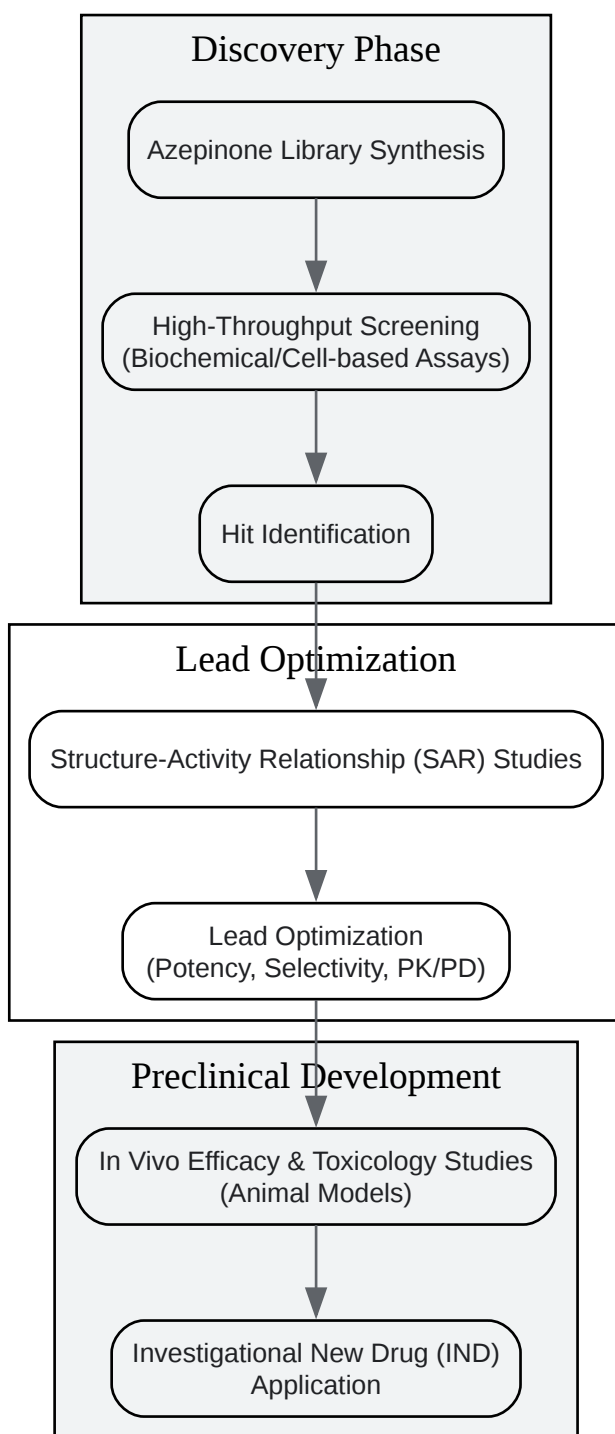 Discovery Phase
Azepinone Library Synthesis
High-Throughput Screening
(Biochemical/Cell-based Assays)
Hit Identification
Lead Optimization
Structure-Activity Relationship (SAR) Studies
Lead Optimization
(Potency, Selectivity, PK/PD)
Preclinical Development
In Vivo Efficacy & Toxicology Studies
(Animal Models)
Investigational New Drug (IND)
Application